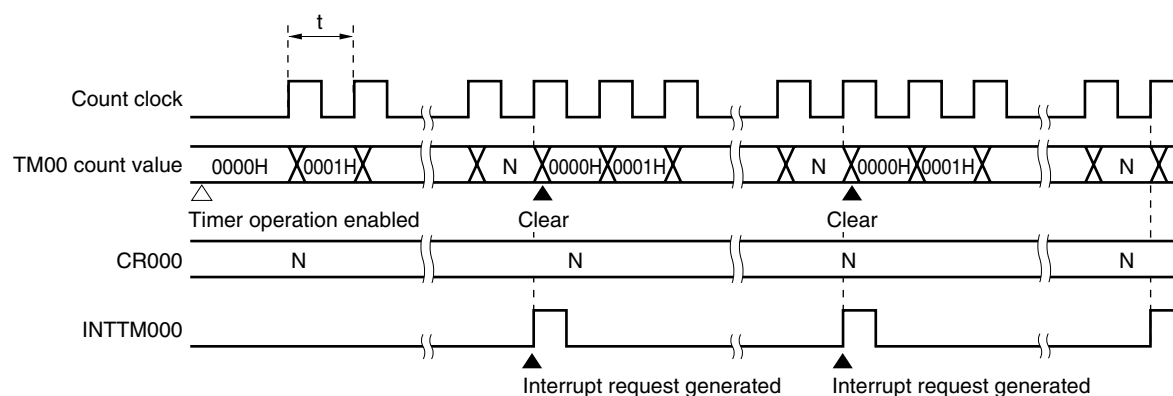 t
Count clock
TM00 count value 0000H 0001H N 0000H 0001H N 0000H 0001H N
Timer operation enabled Clear Clear
CR000 N N N N
INTTM000
Interrupt request generated Interrupt request generated